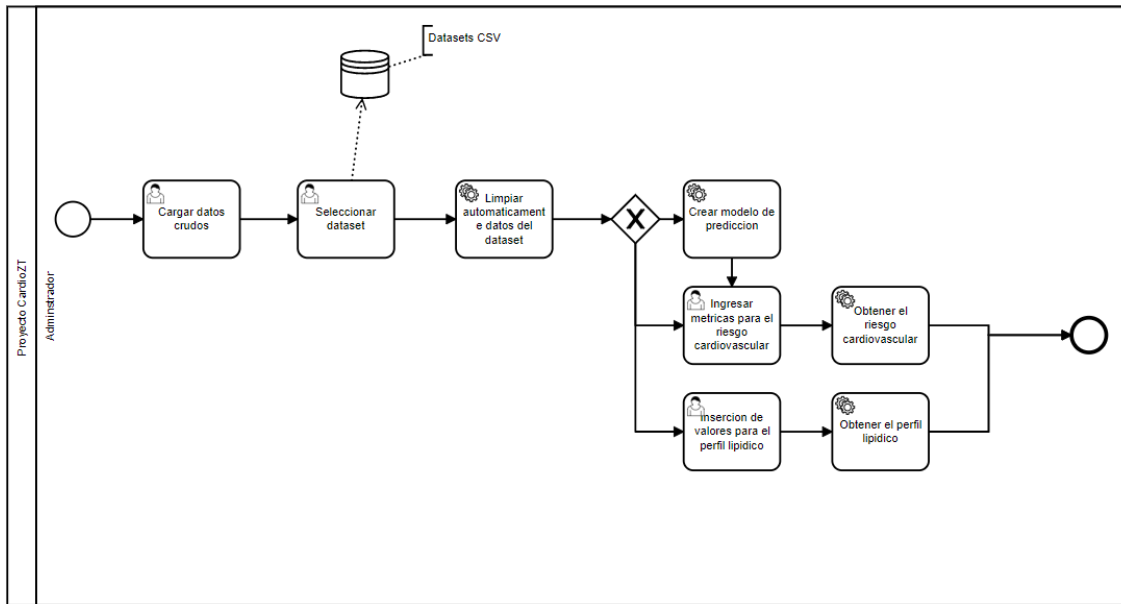 Proyecto CardioZT
Adminstrador
Datasets CSV
Cargar datos
crudos
Seleccionar
dataset
Limpiar
automaticament
e datos del
dataset
X
Crear modelo de
prediccion
Ingresar
metricas para el
riesgo
cardiovascular
Obtener el
riesgo
cardiovascular
Insercion de
valores para el
perfil lipidico
Obtener el perfil
lipidico